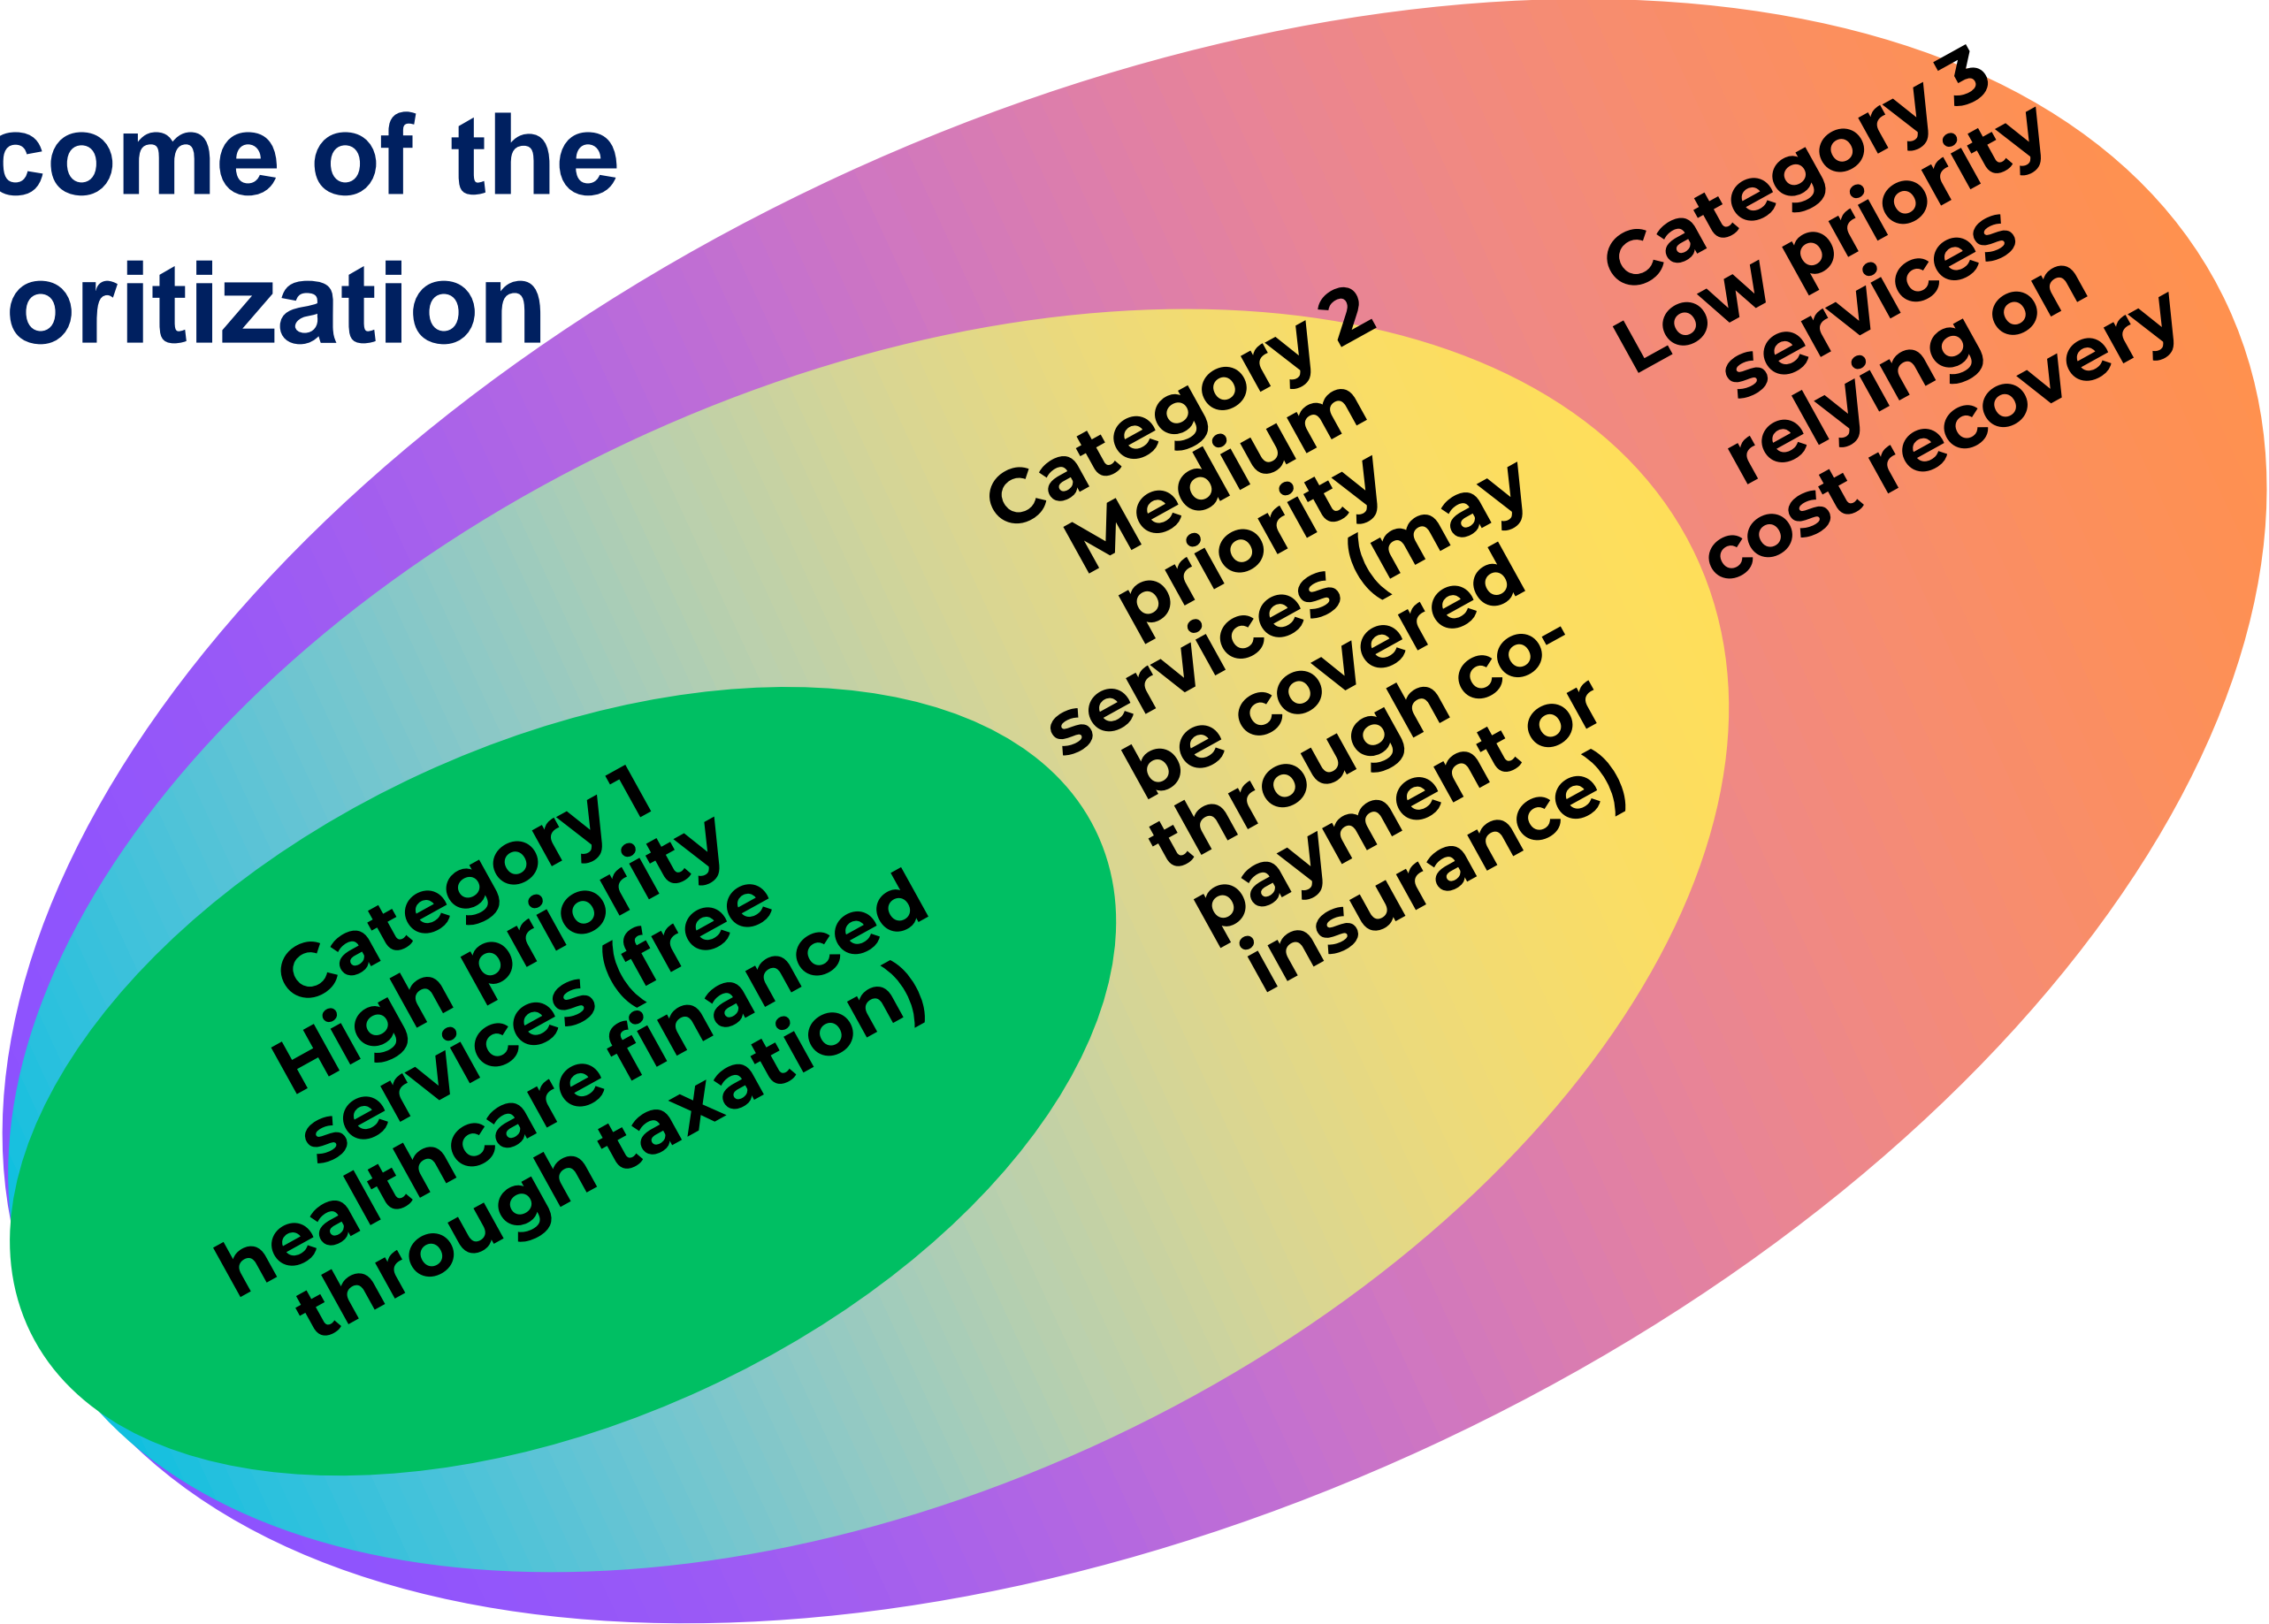 ome of the
oritization
Category 3
Low priority
services
relying on
cost recovery
Category 2
Medium
priority
services (may
be covered
through co-
payment or
insurance)
Category 1
High priority
services (free
healthcare financed
through taxation)